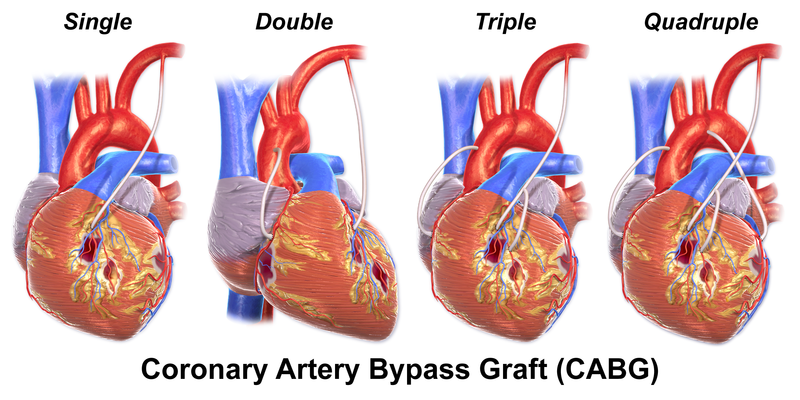 Single
Double
Triple
Quadruple
Coronary Artery Bypass Graft (CABG)